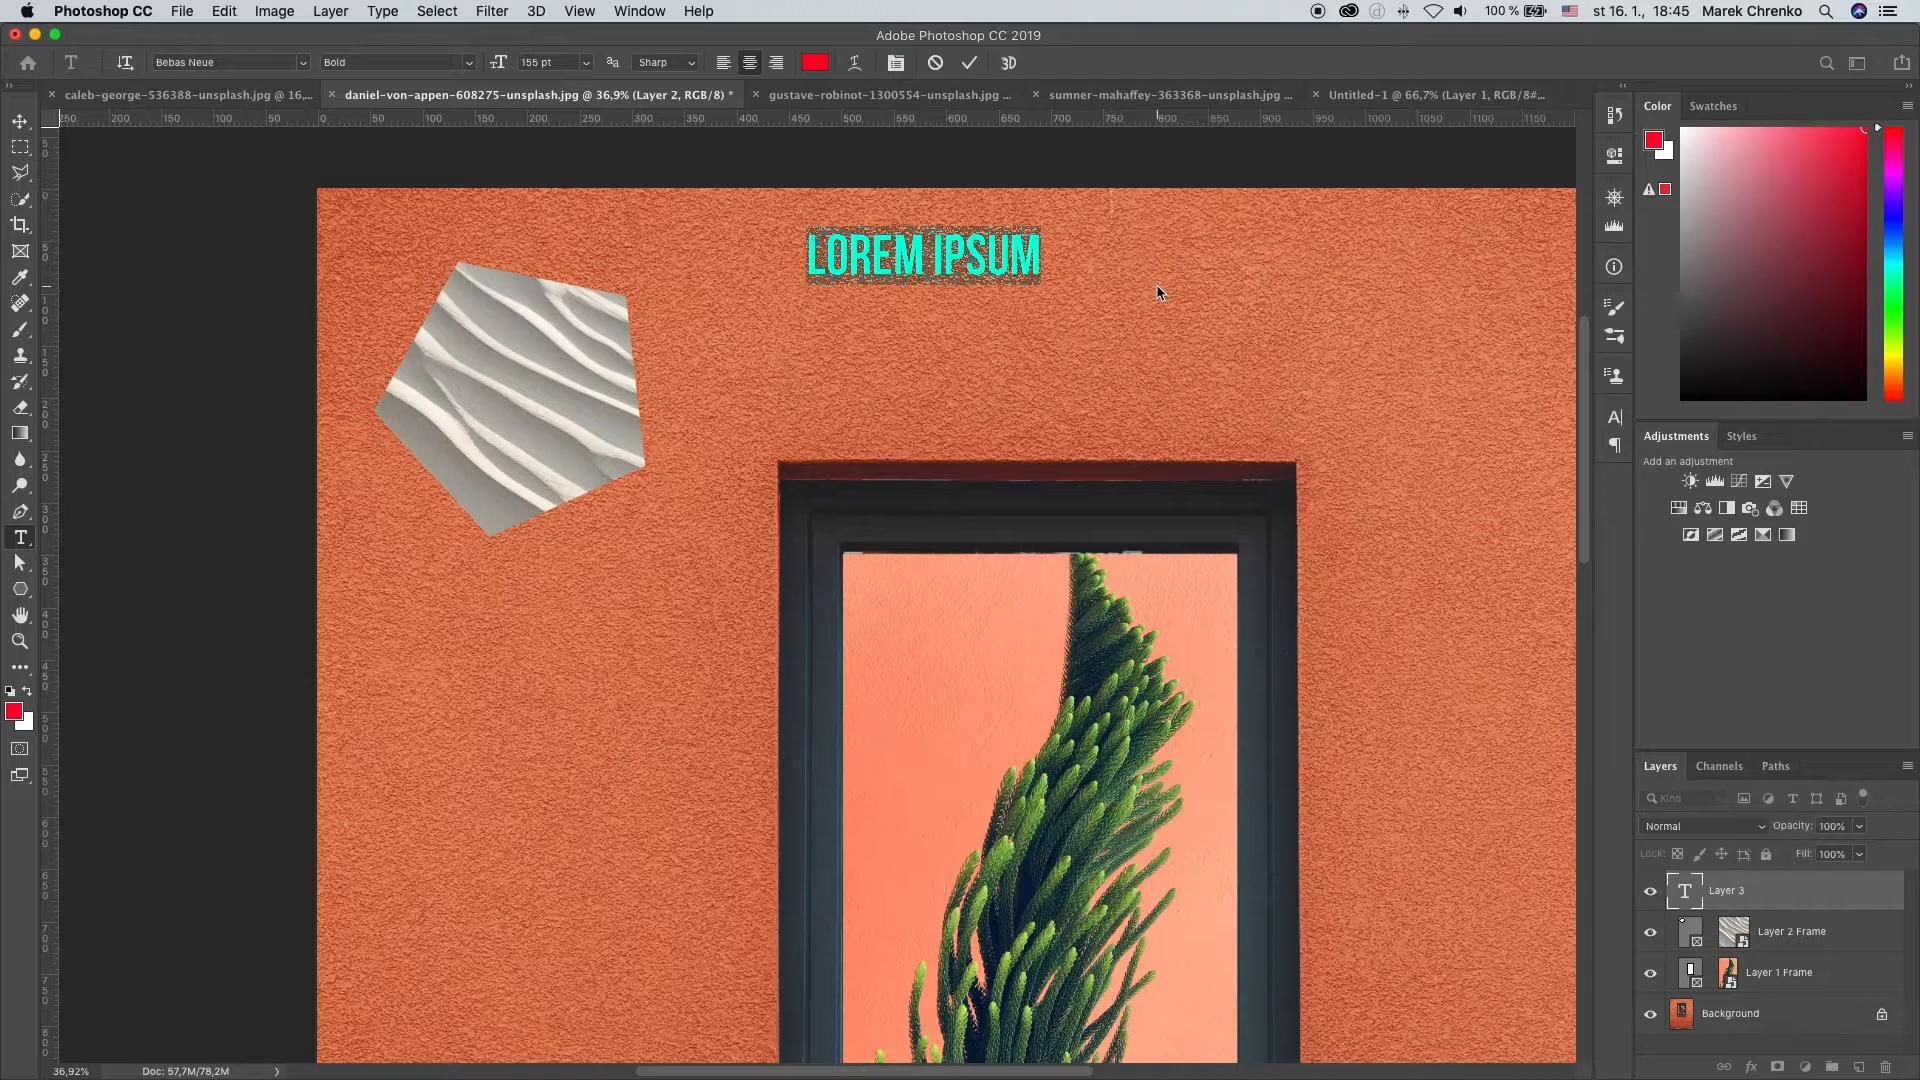 Photoshop CC File Edit Image Layer Type Select Filter 3D View Window Help 100 % st 16. 1., 18:45 Marek Chrenko
Adobe Photoshop CC 2019
Bebas Neue Bold 155 pt Sharp 3D
caleb-george-536388-unsplash.jpg @ 16,... daniel-von-appen-608275-unsplash.jpg @ 36,9% (Layer 2, RGB/8) * gustave-robinot-1300554-unsplash.jpg ... sumner-mahaffey-363368-unsplash.jpg ... Untitled-1 @ 66,7% (Layer 1, RGB/8#...
250 200 150 100 50 0 50 100 150 200 250 300 350 400 450 500 550 600 650 700 750 800 850 900 950 1000 1050 1100 1150
Color Swatches
LOREM IPSUM
Adjustments Styles
Add an adjustment
Layers Channels Paths
Kind
Normal Opacity: 100%
Lock: Fill: 100%
Layer 3
Layer 2 Frame
Layer 1 Frame
Background
36,92% Doc: 57,7M/78,2M